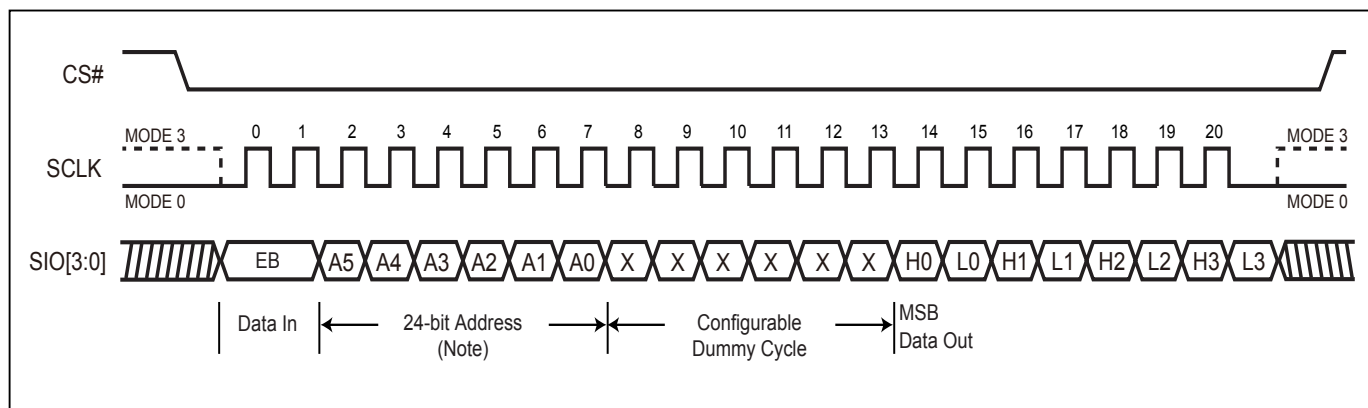 CS#
MODE 3
0 1 2 3 4 5 6 7 8 9 10 11 12 13 14 15 16 17 18 19 20
MODE 3
SCLK
MODE 0
MODE 0
SIO[3:0]
EB A5 A4 A3 A2 A1 A0 X X X X X X H0 L0 H1 L1 H2 L2 H3 L3
Data In
24-bit Address
(Note)
Configurable
Dummy Cycle
MSB
Data Out